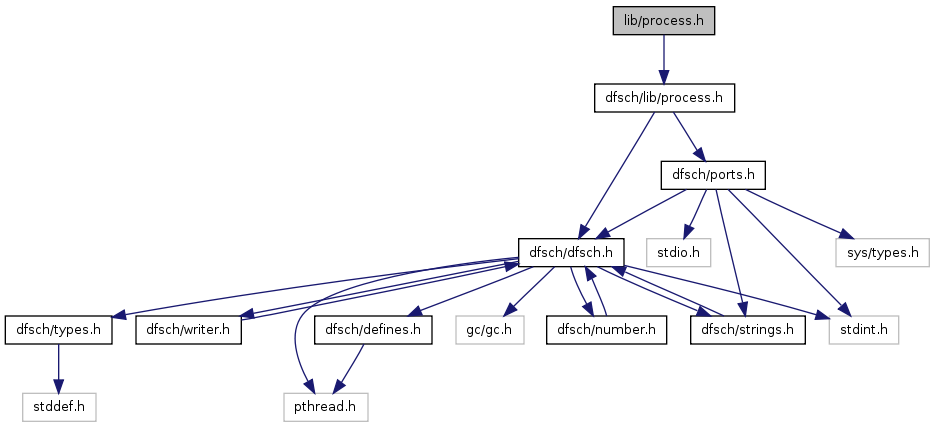 lib/process.h
dfsch/lib/process.h
dfsch/ports.h
dfsch/dfsch.h
stdio.h
sys/types.h
dfsch/types.h
dfsch/writer.h
dfsch/defines.h
gc/gc.h
dfsch/number.h
dfsch/strings.h
stdint.h
stddef.h
pthread.h